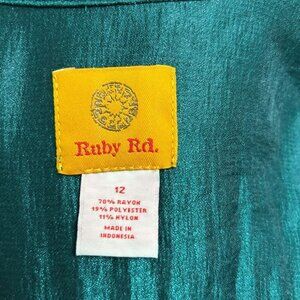 Ruby Rd.
12
70% RAYON
19% POLYESTER
11% NYLON
MADE IN
INDONESIA